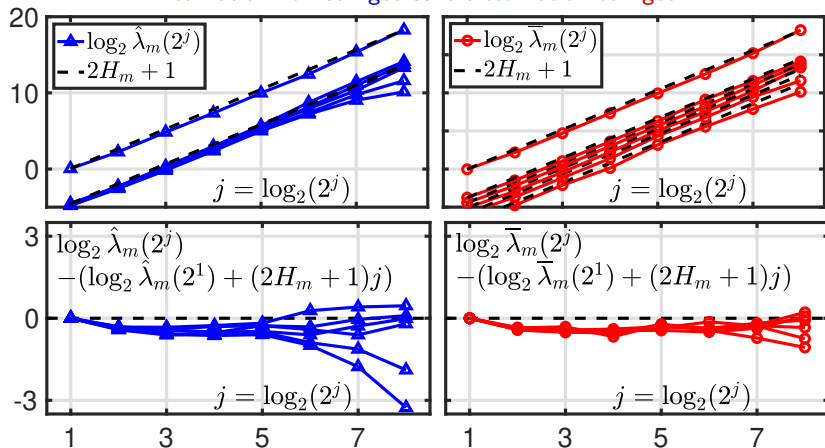 20
10
0
log₂ λ̂ₘ(2ʲ)
2Hₘ + 1
j = log₂(2ʲ)
log₂ λ̅ₘ(2ʲ)
2Hₘ + 1
j = log₂(2ʲ)
3
0
-3
log₂ λ̂ₘ(2ʲ)
−(log₂ λ̂ₘ(2¹) + (2Hₘ + 1)j)
j = log₂(2ʲ)
1 3 5 7
log₂ λ̅ₘ(2ʲ)
−(log₂ λ̅ₘ(2¹) + (2Hₘ + 1)j)
j = log₂(2ʲ)
1 3 5 7